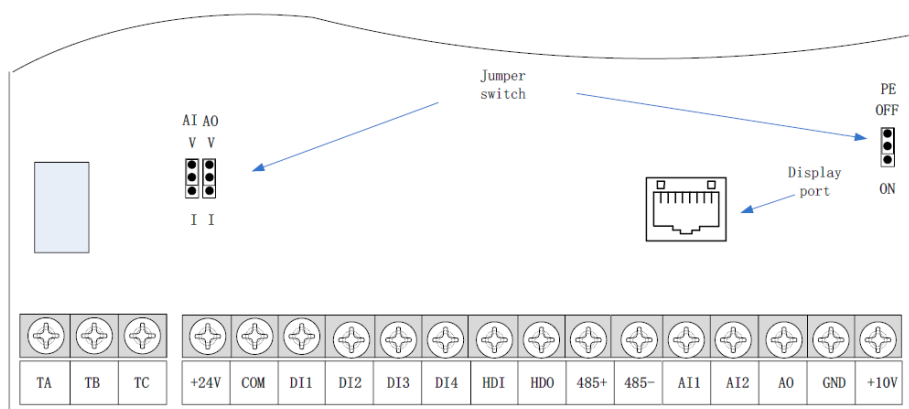 Jumper
switch
PE
OFF
AI AO
V V
Display
port
ON
I I
TA TB TC +24V COM DI1 DI2 DI3 DI4 HDI HDO 485+ 485- AI1 AI2 AO GND +10V